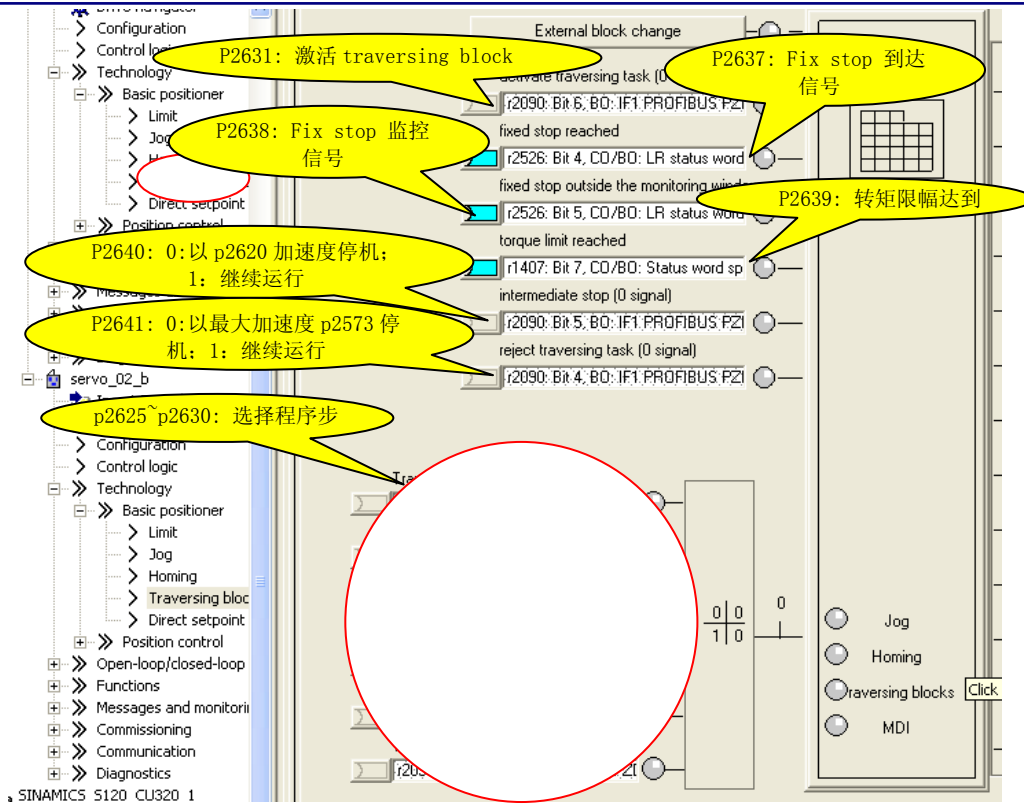 Configuration
Control
Technology
Basic positioner
Limit
Direct setpoint
Position control
servo_02_b
Configuration
Control logic
Technology
Basic positioner
Limit
Jog
Homing
Traversing bloc
Direct setpoint
Position control
Open-loop/closed-loop
Functions
Messages and monitorii
Commissioning
Communication
Diagnostics
SINAMICS_S120_CU320_1
External block change
P2631: 激活 traversing block
activate traversing task (0
r2090: Bit 6, BO: IF1 PROFIBUS PZI
P2637: Fix stop 到达
信号
fixed stop reached
r2526: Bit 4, CO/BO: LR status word
P2638: Fix stop 监控
信号
fixed stop outside the monitoring
r2526: Bit 5, CO/BO: LR status word
P2639: 转矩限幅达到
torque limit reached
r1407: Bit 7, CO/BO: Status word sp
P2640: 0:以 p2620 加速度停机;
1: 继续运行
intermediate stop (0 signal)
r2090: Bit 5, BO: IF1 PROFIBUS PZI
P2641: 0:以最大加速度 p2573 停
机; 1: 继续运行
reject traversing task (0 signal)
r2090: Bit 4, BO: IF1 PROFIBUS PZI
p2625~p2630: 选择程序步
0 0
1 0
0
Jog
Homing
raversing blocks
Click
MDI